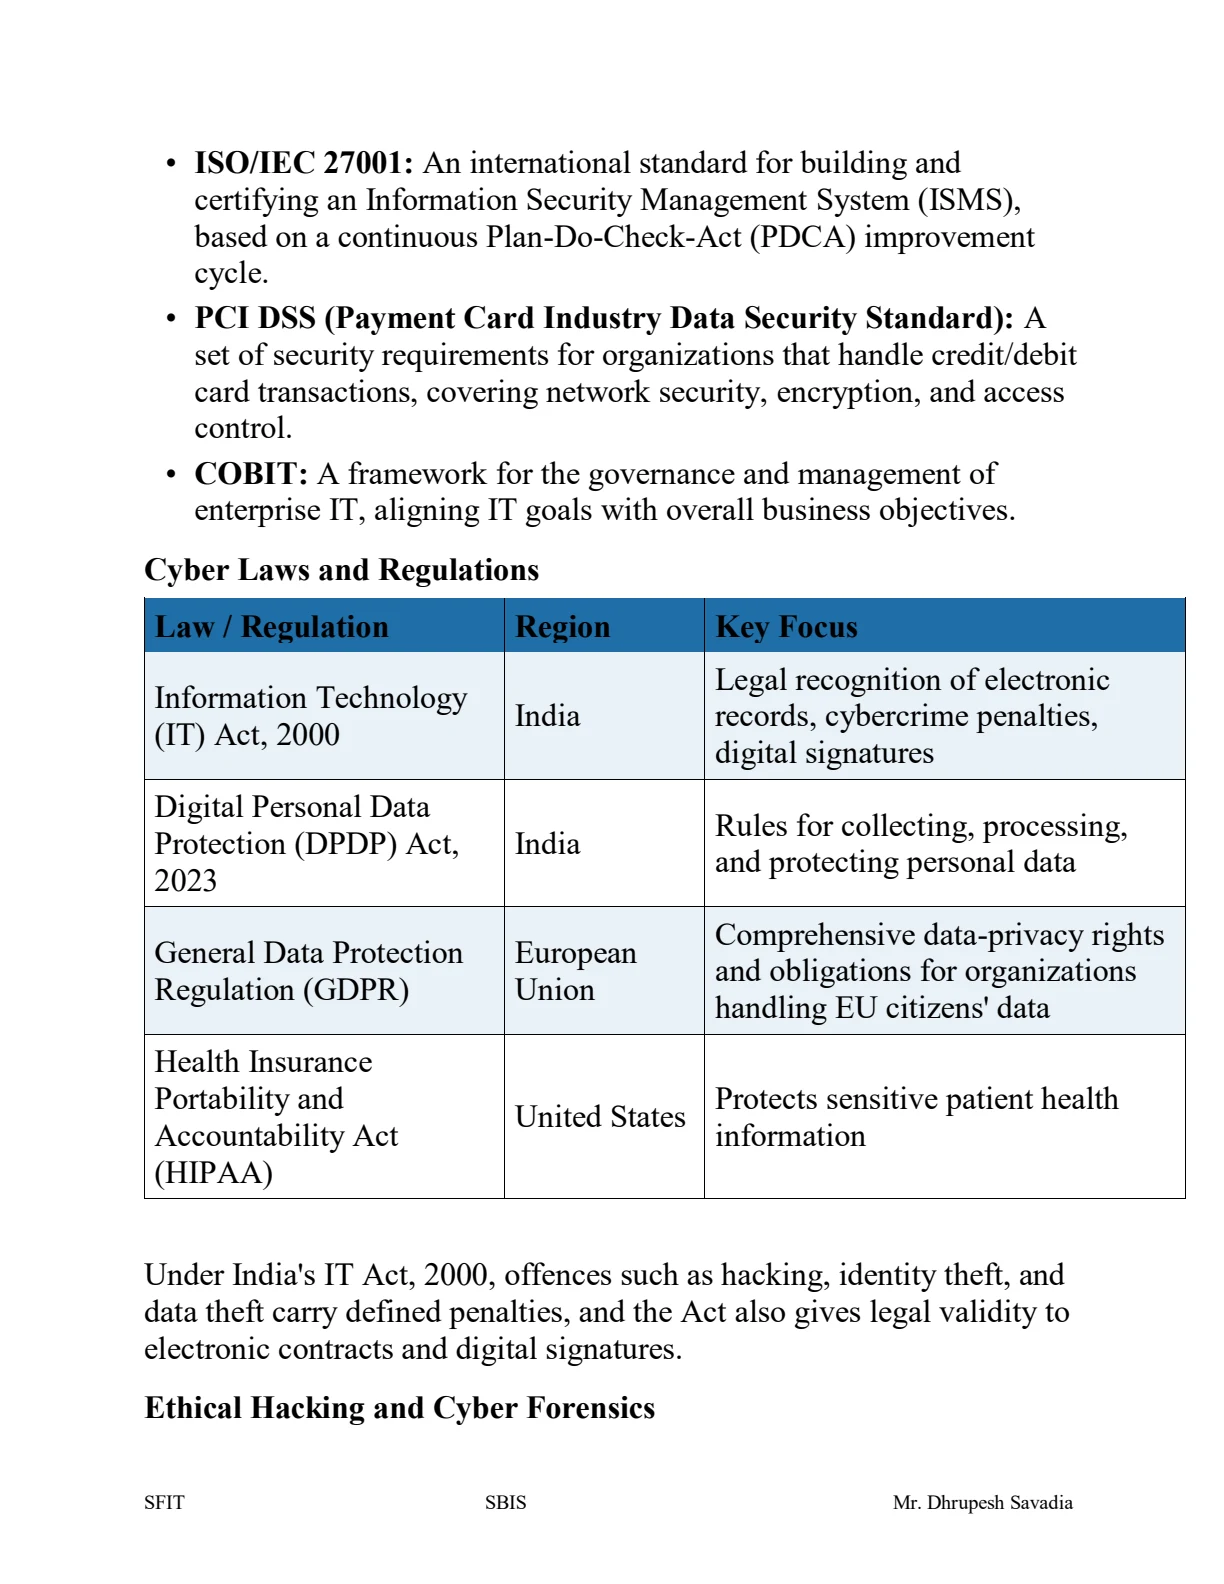 • ISO/IEC 27001: An international standard for building and
certifying an Information Security Management System (ISMS),
based on a continuous Plan-Do-Check-Act (PDCA) improvement
cycle.
• PCI DSS (Payment Card Industry Data Security Standard): A
set of security requirements for organizations that handle credit/debit
card transactions, covering network security, encryption, and access
control.
• COBIT: A framework for the governance and management of
enterprise IT, aligning IT goals with overall business objectives.
Cyber Laws and Regulations
Law / Regulation Region Key Focus
Information Technology
(IT) Act, 2000
India
Legal recognition of electronic
records, cybercrime penalties,
digital signatures
Digital Personal Data
Protection (DPDP) Act,
2023
India
Rules for collecting, processing,
and protecting personal data
General Data Protection
Regulation (GDPR)
European
Union
Comprehensive data-privacy rights
and obligations for organizations
handling EU citizens' data
Health Insurance
Portability and
Accountability Act
(HIPAA)
United States
Protects sensitive patient health
information
Under India's IT Act, 2000, offences such as hacking, identity theft, and
data theft carry defined penalties, and the Act also gives legal validity to
electronic contracts and digital signatures.
Ethical Hacking and Cyber Forensics
SFIT SBIS Mr. Dhrupesh Savadia